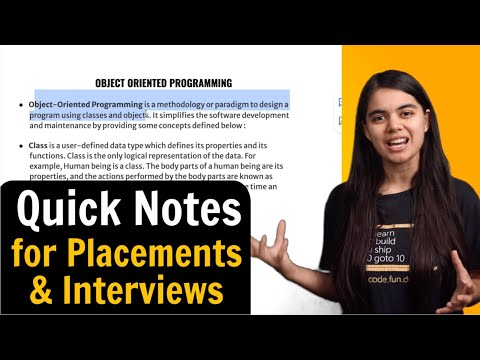 OBJECT ORIENTED PROGRAMMING
• Object-Oriented Programming is a methodology or paradigm to design a
program using classes and objects. It simplifies the software development
and maintenance by providing some concepts defined below :
• Class is a user-defined data type which defines its properties and its
functions. Class is the only logical representation of the data. For
example, Human being is a class. The body parts of a human being are its
properties, and the actions performed by the body parts are known as
the time an
Quick Notes
for Placements
& Interviews
learn
build
ship
10 goto 10
code.fun.do